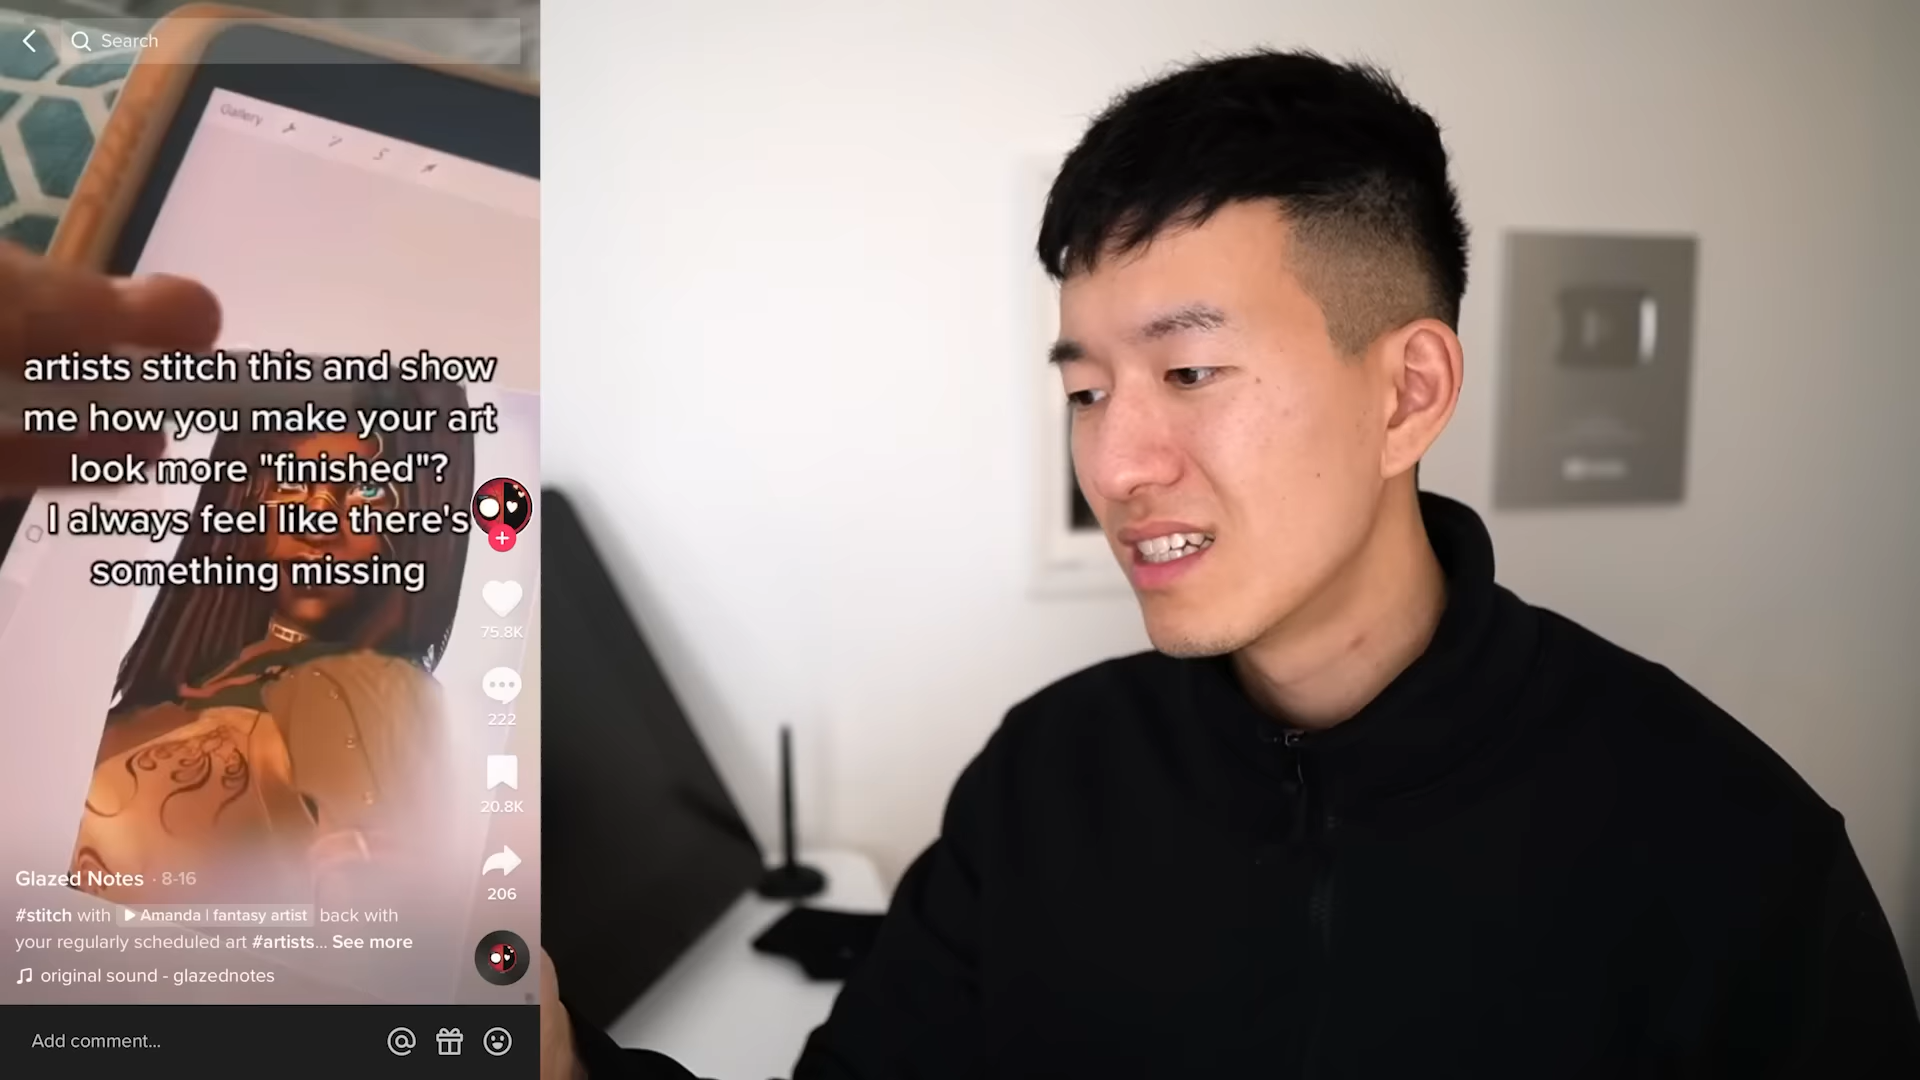 Search
Gallery
artists stitch this and show
me how you make your art
look more "finished"?
I always feel like there's
something missing
75.8K
222
20.8K
206
Glazed Notes · 8-16
#stitch with ▶ Amanda | fantasy artist back with
your regularly scheduled art #artists... See more
original sound - glazednotes
Add comment...